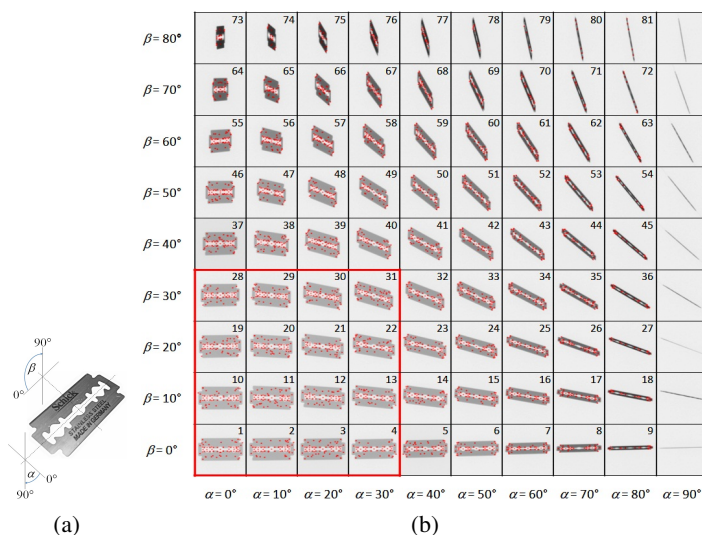 73 74 75 76 77 78 79 80 81
β = 80°
64 65 66 67 68 69 70 71 72
β = 70°
55 56 57 58 59 60 61 62 63
β = 60°
46 47 48 49 50 51 52 53 54
β = 50°
37 38 39 40 41 42 43 44 45
β = 40°
28 29 30 31 32 33 34 35 36
β = 30°
19 20 21 22 23 24 25 26 27
β = 20°
10 11 12 13 14 15 16 17 18
β = 10°
1 2 3 4 5 6 7 8 9
β = 0°
α = 0° α = 10° α = 20° α = 30° α = 40° α = 50° α = 60° α = 70° α = 80° α = 90°
90°
β
0°
Schick
STAINLESS STEEL
MADE IN GERMANY
α
0°
90°
(a)
(b)